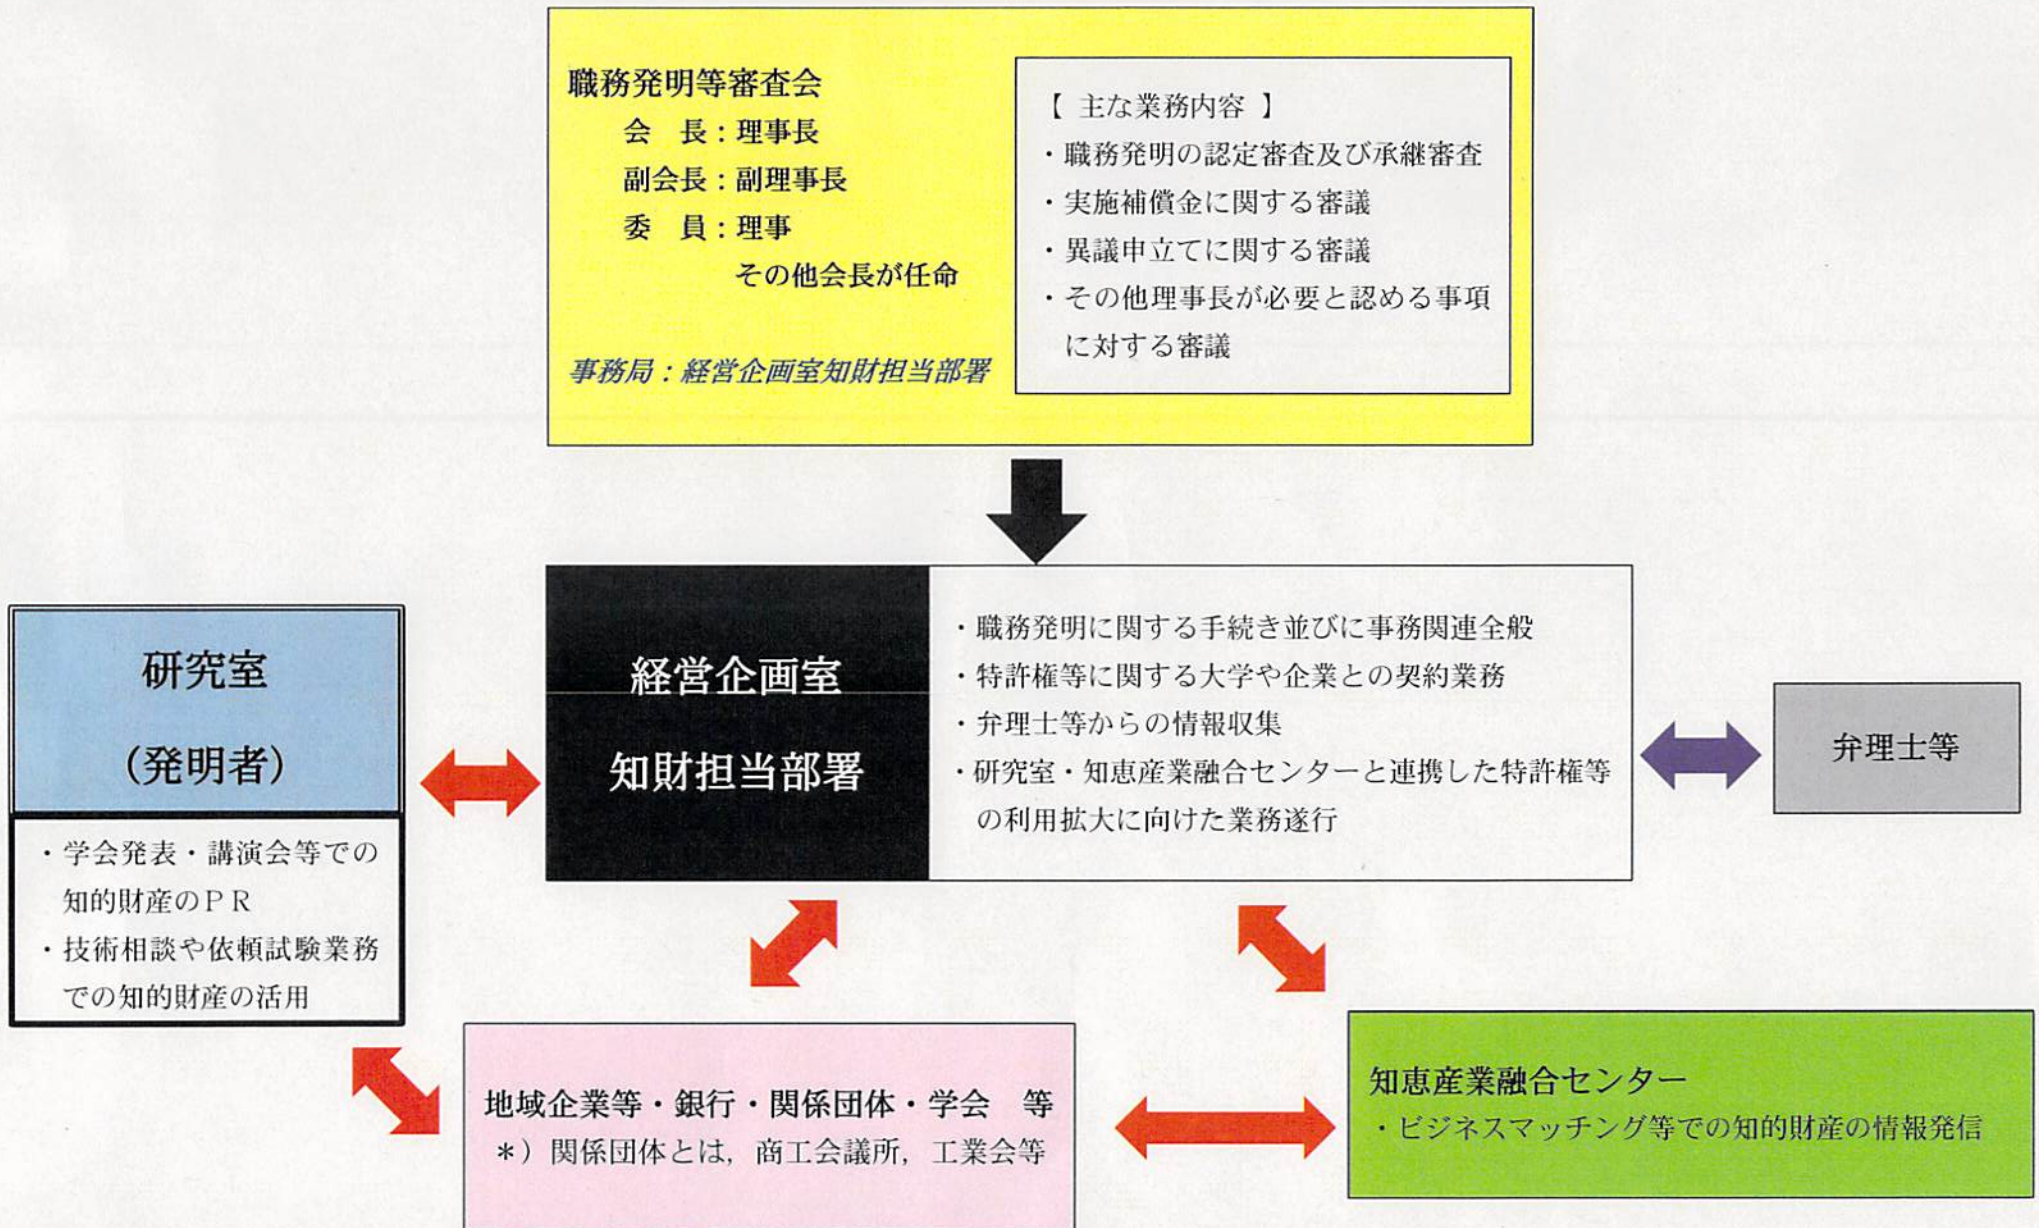 職務発明等審査会
会　長：理事長
副会長：副理事長
委　員：理事
その他会長が任命
事務局：経営企画室知財担当部署
【 主な業務内容 】
・職務発明の認定審査及び承継審査
・実施補償金に関する審議
・異議申立てに関する審議
・その他理事長が必要と認める事項
に対する審議
研究室
（発明者）
・学会発表・講演会等での
知的財産のＰＲ
・技術相談や依頼試験業務
での知的財産の活用
経営企画室
知財担当部署
・職務発明に関する手続き並びに事務関連全般
・特許権等に関する大学や企業との契約業務
・弁理士等からの情報収集
・研究室・知恵産業融合センターと連携した特許権等
の利用拡大に向けた業務遂行
弁理士等
地域企業等・銀行・関係団体・学会　等
＊）関係団体とは，商工会議所，工業会等
知恵産業融合センター
・ビジネスマッチング等での知的財産の情報発信